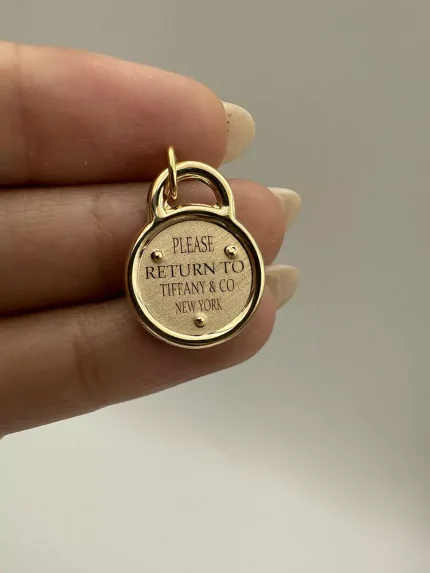 PLEASE
RETURN TO
TIFFANY & CO
NEW YORK